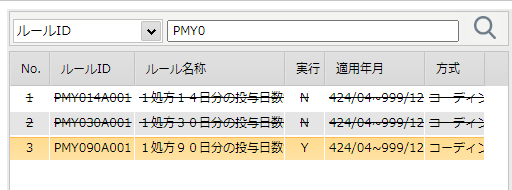 ルールID PMY0
No. ルールID ルール名称 実行 適用年月 方式
1 PMY014A001 1処方14日分の投与日数 N 424/04~999/12 コーディン
2 PMY030A001 1処方30日分の投与日数 N 424/04~999/12 コーディン
3 PMY090A001 1処方90日分の投与日数 Y 424/04~999/12 コーディン